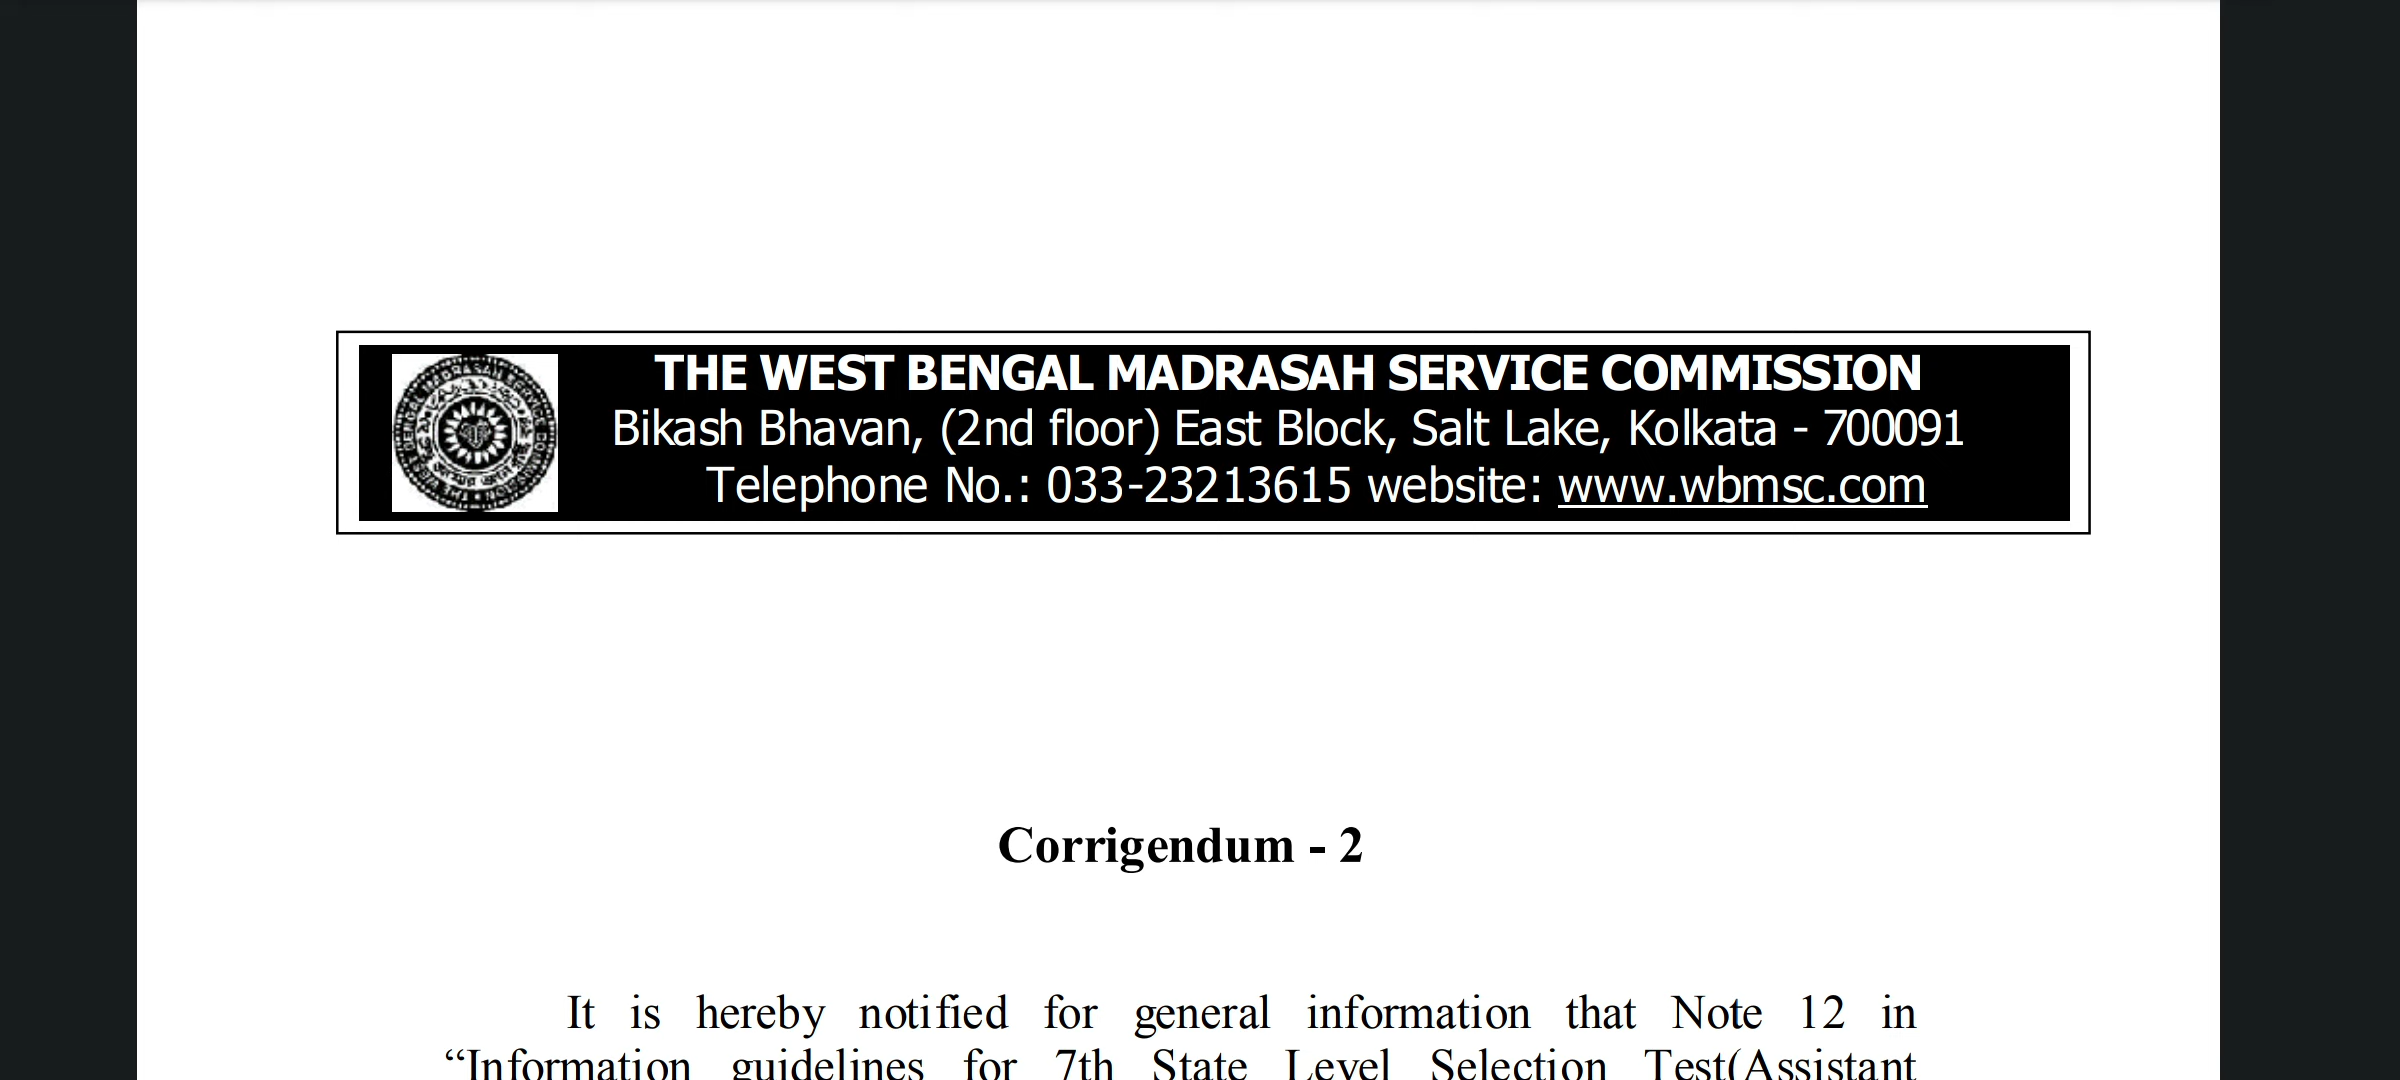 THE WEST BENGAL MADRASAH SERVICE COMMISSION
Bikash Bhavan, (2nd floor) East Block, Salt Lake, Kolkata - 700091
Telephone No.: 033-23213615 website: www.wbmsc.com
Corrigendum - 2
It is hereby notified for general information that Note 12 in
“Information guidelines for 7th State Level Selection Test(Assistant